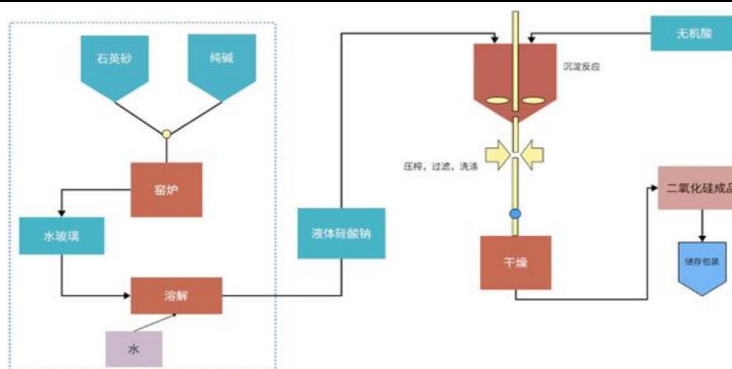 石英砂
纯碱
无机酸
沉淀反应
压榨，过滤，洗涤
窑炉
二氧化硅成品
水玻璃
液体硅酸钠
干燥
储存包装
溶解
水